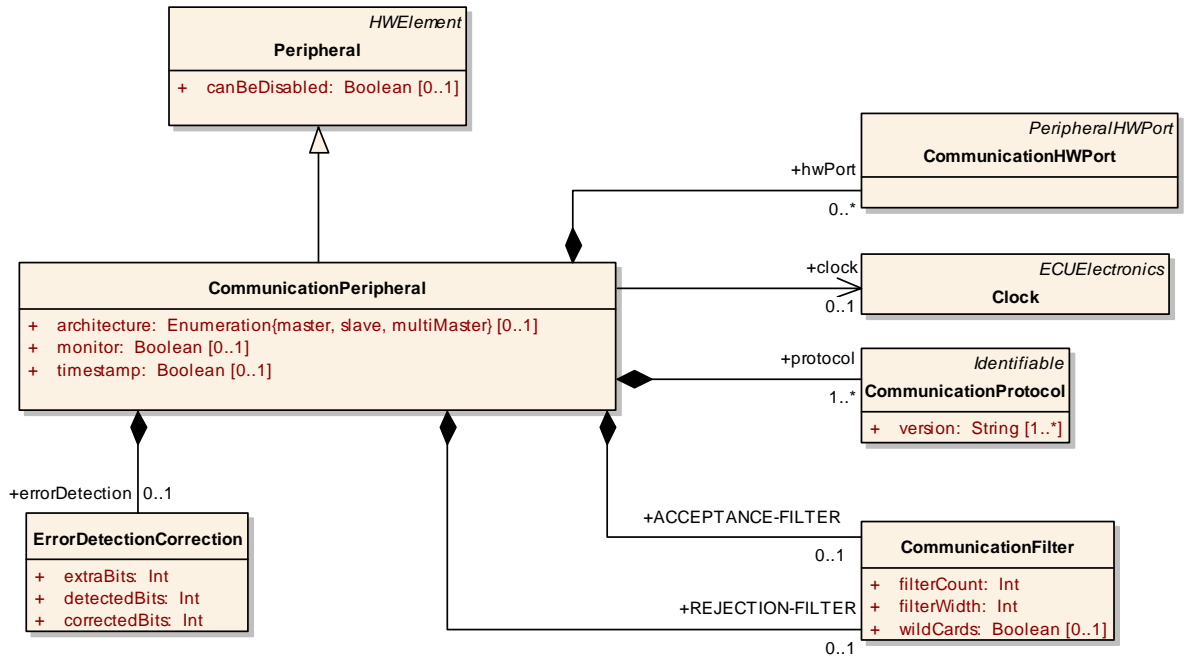 HWElement
Peripheral
+ canBeDisabled: Boolean [0..1]
PeripheralHWPort
CommunicationHWPort
+hwPort
0..*
+clock
0..1
ECUElectronics
Clock
CommunicationPeripheral
+ architecture: Enumeration{master, slave, multiMaster} [0..1]
+ monitor: Boolean [0..1]
+ timestamp: Boolean [0..1]
+protocol
1..*
Identifiable
CommunicationProtocol
+ version: String [1..*]
+errorDetection 0..1
ErrorDetectionCorrection
+ extraBits: Int
+ detectedBits: Int
+ correctedBits: Int
+ACCEPTANCE-FILTER
0..1
+REJECTION-FILTER
0..1
CommunicationFilter
+ filterCount: Int
+ filterWidth: Int
+ wildCards: Boolean [0..1]